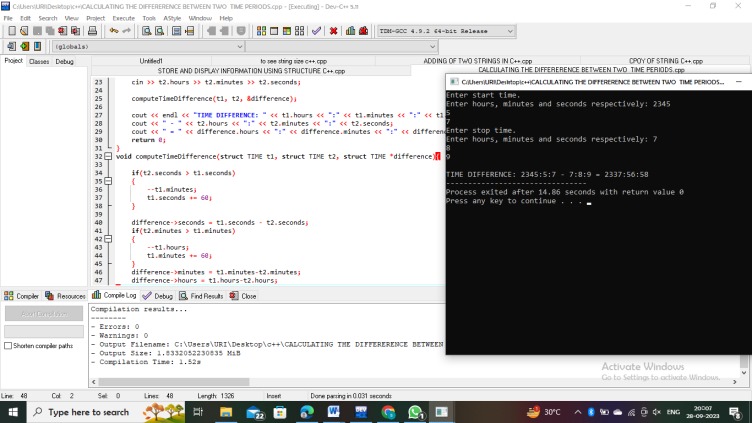 C:\Users\URI\Desktop\c++\CALCULATING THE DIFFERERENCE BETWEEN TWO TIME PERIODS.cpp - [Executing] - Dev-C++ 5.11
File Edit Search View Project Execute Tools AStyle Window Help
TDM-GCC 4.9.2 64-bit Release
(globals)
Project Classes Debug
Untitled1 to see string size c++.cpp ADDING OF TWO STRINGS IN C++.cpp CPOY OF STRING C++.cpp
STORE AND DISPLAY INFORMATION USING STRUCTURE C++.cpp CALCULATING THE DIFFERERENCE BETWEEN TWO TIME PERIODS.cpp
23 cin >> t2.hours >> t2.minutes >> t2.seconds;
24
25 computeTimeDifference(t1, t2, &difference);
26
27 cout << endl << "TIME DIFFERENCE: " << t1.hours << ":" << t1.minutes << ":" << t1
28 cout << " - " << t2.hours << ":" << t2.minutes << ":" << t2.seconds;
29 cout << " = " << difference.hours << ":" << difference.minutes << ":" << differen
30 return 0;
31 }
32 void computeTimeDifference(struct TIME t1, struct TIME t2, struct TIME *difference){
33
34 if(t2.seconds > t1.seconds)
35 {
36 --t1.minutes;
37 t1.seconds += 60;
38 }
39
40 difference->seconds = t1.seconds - t2.seconds;
41 if(t2.minutes > t1.minutes)
42 {
43 --t1.hours;
44 t1.minutes += 60;
45 }
46 difference->minutes = t1.minutes-t2.minutes;
47 difference->hours = t1.hours-t2.hours;
C:\Users\URI\Desktop\c++\CALCULATING THE DIFFERERENCE BETWEEN TWO TIME PERIODS...
Enter start time.
Enter hours, minutes and seconds respectively: 2345
5
7
Enter stop time.
Enter hours, minutes and seconds respectively: 7
8
9
TIME DIFFERENCE: 2345:5:7 - 7:8:9 = 2337:56:58
--------------------------------
Process exited after 14.86 seconds with return value 0
Press any key to continue . . .
Compiler Resources Compile Log Debug Find Results Close
Abort Compilation
Shorten compiler paths
Compilation results...
--------
- Errors: 0
- Warnings: 0
- Output Filename: C:\Users\URI\Desktop\c++\CALCULATING THE DIFFERERENCE BETWEEN
- Output Size: 1.8332052230835 MiB
- Compilation Time: 1.52s
Activate Windows
Go to Settings to activate Windows.
Line: 48 Col: 2 Sel: 0 Lines: 48 Length: 1326 Insert Done parsing in 0.031 seconds
Type here to search
22
30°C
ENG
20:07
28-09-2023
8